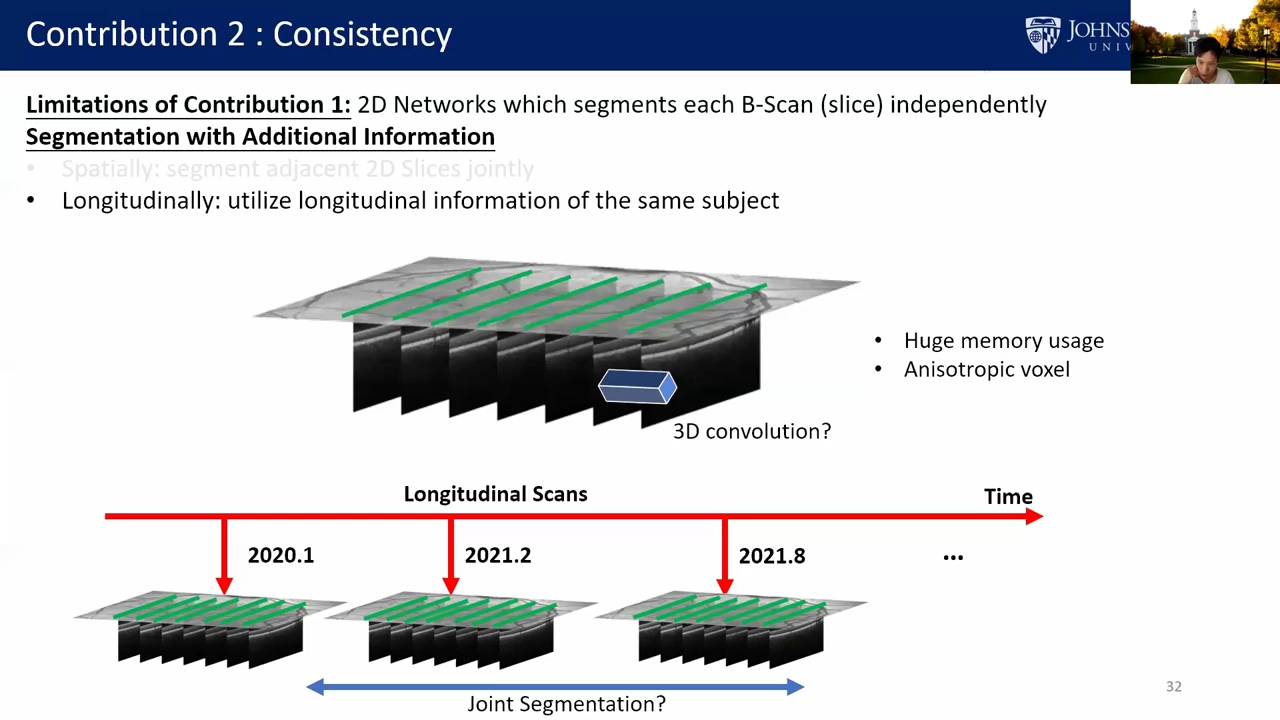 Contribution 2 : Consistency
JOHNS
UNIV
Limitations of Contribution 1: 2D Networks which segments each B-Scan (slice) independently
Segmentation with Additional Information
• Spatially: segment adjacent 2D Slices jointly
• Longitudinally: utilize longitudinal information of the same subject
• Huge memory usage
• Anisotropic voxel
3D convolution?
Longitudinal Scans
Time
2020.1
2021.2
2021.8
...
Joint Segmentation?
32